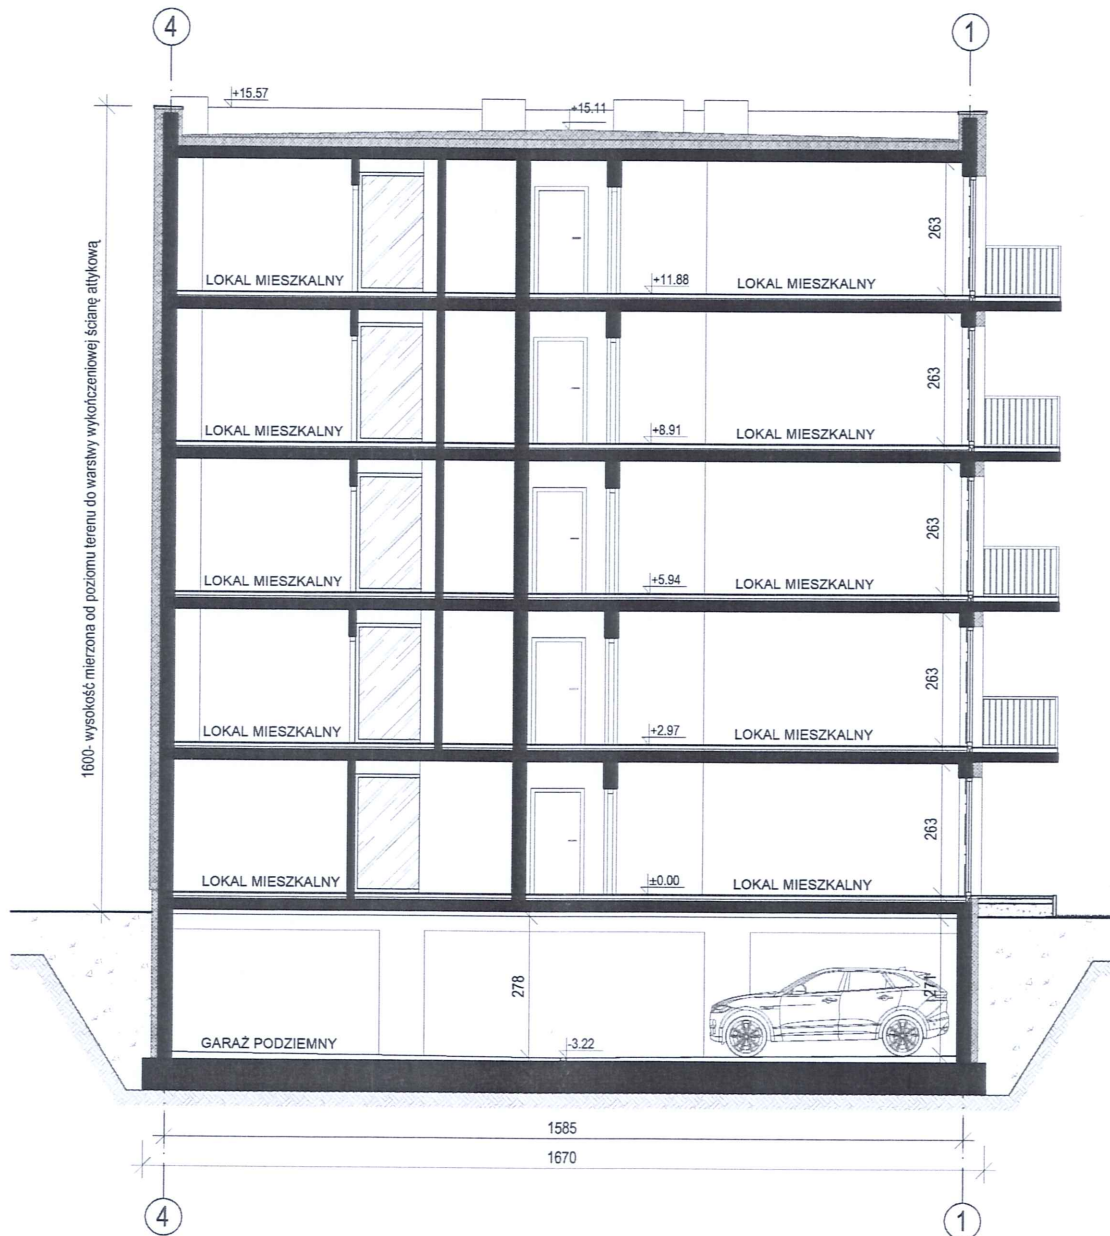 4
1
+15.57
+15.11
263
LOKAL MIESZKALNY
+11.88
LOKAL MIESZKALNY
263
LOKAL MIESZKALNY
+8.91
LOKAL MIESZKALNY
263
LOKAL MIESZKALNY
+5.94
LOKAL MIESZKALNY
263
LOKAL MIESZKALNY
+2.97
LOKAL MIESZKALNY
263
LOKAL MIESZKALNY
±0.00
LOKAL MIESZKALNY
1600- wysokość mierzona od poziomu terenu do warstwy wykończeniowej ścianę attykową
278
271
GARAŻ PODZIEMNY
-3.22
1585
1670
4
1